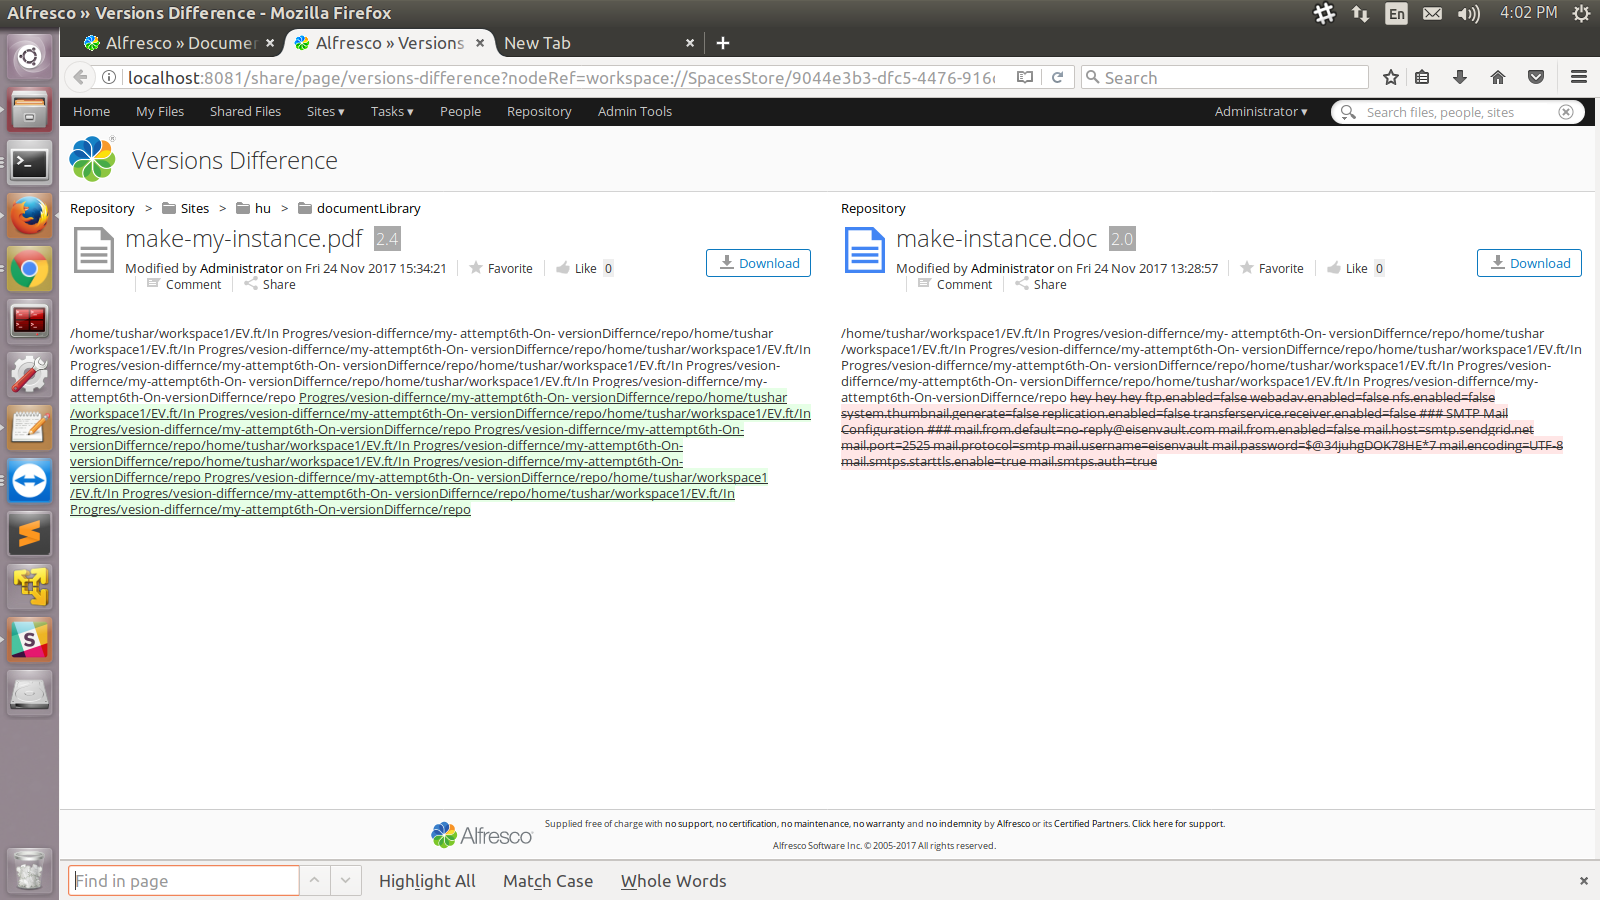 Alfresco » Versions Difference - Mozilla Firefox
En
4:02 PM
Alfresco » Documen
Alfresco » Versions
New Tab
localhost:8081/share/page/versions-difference?nodeRef=workspace://SpacesStore/9044e3b3-dfc5-4476-916
Search
Home My Files Shared Files Sites ▾ Tasks ▾ People Repository Admin Tools Administrator ▾
Search files, people, sites
Versions Difference
Repository > Sites > hu > documentLibrary
make-my-instance.pdf 2.4
Modified by Administrator on Fri 24 Nov 2017 15:34:21 Favorite Like 0
Comment Share
Download
/home/tushar/workspace1/EV.ft/In Progres/vesion-differnce/my- attempt6th-On- versionDiffernce/repo/home/tushar
/workspace1/EV.ft/In Progres/vesion-differnce/my-attempt6th-On- versionDiffernce/repo/home/tushar/workspace1/EV.ft/In
Progres/vesion-differnce/my-attempt6th-On- versionDiffernce/repo/home/tushar/workspace1/EV.ft/In Progres/vesion-
differnce/my-attempt6th-On- versionDiffernce/repo/home/tushar/workspace1/EV.ft/In Progres/vesion-differnce/my-
attempt6th-On-versionDiffernce/repo Progres/vesion-differnce/my-attempt6th-On- versionDiffernce/repo/home/tushar
/workspace1/EV.ft/In Progres/vesion-differnce/my-attempt6th-On- versionDiffernce/repo/home/tushar/workspace1/EV.ft/In
Progres/vesion-differnce/my-attempt6th-On-versionDiffernce/repo Progres/vesion-differnce/my-attempt6th-On-
versionDiffernce/repo/home/tushar/workspace1/EV.ft/In Progres/vesion-differnce/my-attempt6th-On-
versionDiffernce/repo/home/tushar/workspace1/EV.ft/In Progres/vesion-differnce/my-attempt6th-On-
versionDiffernce/repo Progres/vesion-differnce/my-attempt6th-On- versionDiffernce/repo/home/tushar/workspace1
/EV.ft/In Progres/vesion-differnce/my-attempt6th-On- versionDiffernce/repo/home/tushar/workspace1/EV.ft/In
Progres/vesion-differnce/my-attempt6th-On-versionDiffernce/repo
Repository
make-instance.doc 2.0
Modified by Administrator on Fri 24 Nov 2017 13:28:57 Favorite Like 0
Comment Share
Download
/home/tushar/workspace1/EV.ft/In Progres/vesion-differnce/my- attempt6th-On- versionDiffernce/repo/home/tushar
/workspace1/EV.ft/In Progres/vesion-differnce/my-attempt6th-On- versionDiffernce/repo/home/tushar/workspace1/EV.ft/In
Progres/vesion-differnce/my-attempt6th-On- versionDiffernce/repo/home/tushar/workspace1/EV.ft/In Progres/vesion-
differnce/my-attempt6th-On- versionDiffernce/repo/home/tushar/workspace1/EV.ft/In Progres/vesion-differnce/my-
attempt6th-On-versionDiffernce/repo hey hey hey ftp.enabled=false webadav.enabled=false nfs.enabled=false
system.thumbnail.generate=false replication.enabled=false transferservice.receiver.enabled=false ### SMTP Mail
Configuration ### mail.from.default=no-reply@eisenvault.com mail.from.enabled=false mail.host=smtp.sendgrid.net
mail.port=2525 mail.protocol=smtp mail.username=eisenvault mail.password=$@34juhgDOK78HE*7 mail.encoding=UTF-8
mail.smtps.starttls.enable=true mail.smtps.auth=true
Alfresco
Supplied free of charge with no support, no certification, no maintenance, no warranty and no indemnity by Alfresco or its Certified Partners. Click here for support.
Alfresco Software Inc. © 2005-2017 All rights reserved.
Find in page
Highlight All Match Case Whole Words